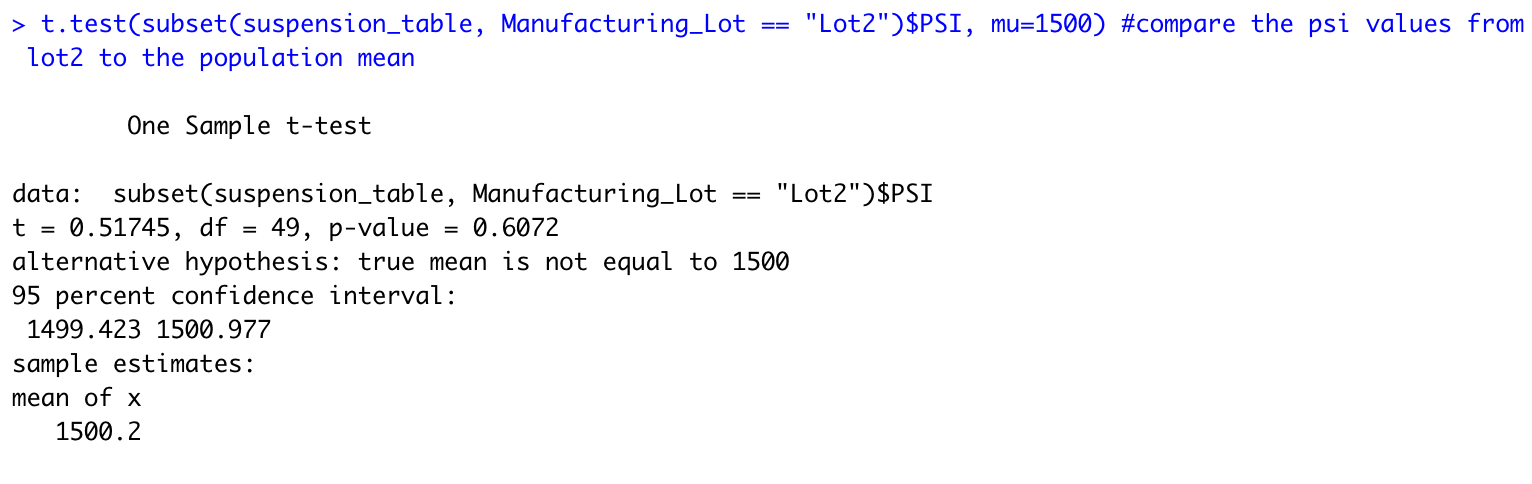 > t.test(subset(suspension_table, Manufacturing_Lot == "Lot2")$PSI, mu=1500) #compare the psi values from
lot2 to the population mean
One Sample t-test
data:  subset(suspension_table, Manufacturing_Lot == "Lot2")$PSI
t = 0.51745, df = 49, p-value = 0.6072
alternative hypothesis: true mean is not equal to 1500
95 percent confidence interval:
1499.423 1500.977
sample estimates:
mean of x
1500.2